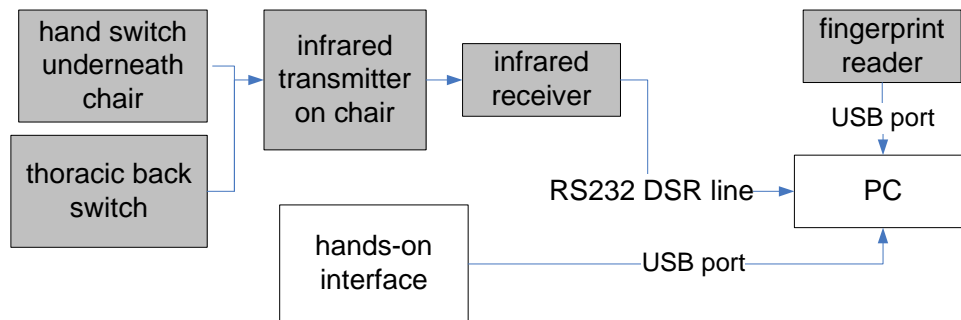 hand switch
underneath
chair
infrared
transmitter
on chair
infrared
receiver
fingerprint
reader
USB port
thoracic back
switch
RS232 DSR line
PC
hands-on
interface
USB port